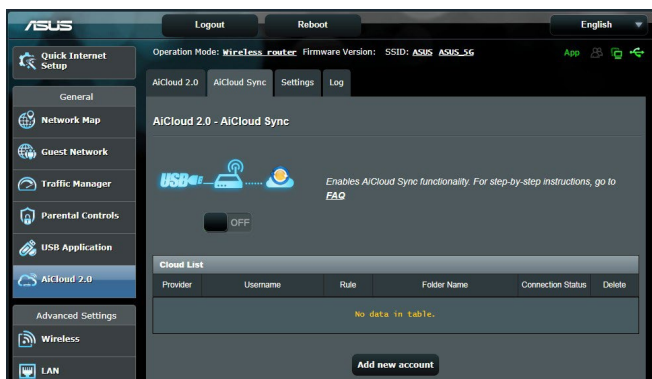 ASUS
Logout
Reboot
English
Quick Internet
Setup
Operation Mode: Wireless router Firmware Version: SSID: ASUS ASUS_5G
App
AiCloud 2.0
AiCloud Sync
Settings
Log
General
Network Map
Guest Network
Traffic Manager
Parental Controls
USB Application
AiCloud 2.0
Advanced Settings
Wireless
LAN
AiCloud 2.0 - AiCloud Sync
USB
Enables AiCloud Sync functionality. For step-by-step instructions, go to
FAQ
OFF
Cloud List
Provider Username Rule Folder Name Connection Status Delete
No data in table.
Add new account